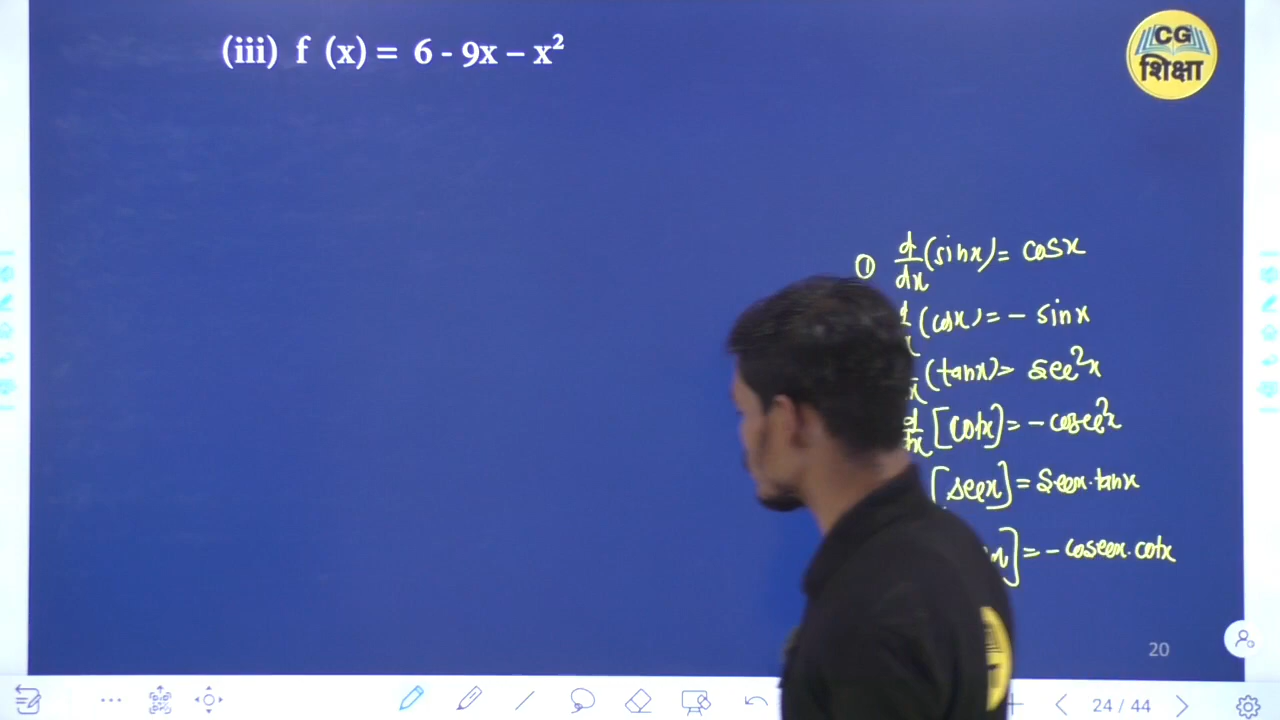 (iii) f (x) = 6 - 9x – x²
CG
शिक्षा
① d/dx (sinx) = cosx
(cosx) = - sinx
(tanx) = sec²x
d/dx [cotx] = - cosec²x
[secx] = secx·tanx
x] = - cosecx·cotx
20
24 / 44